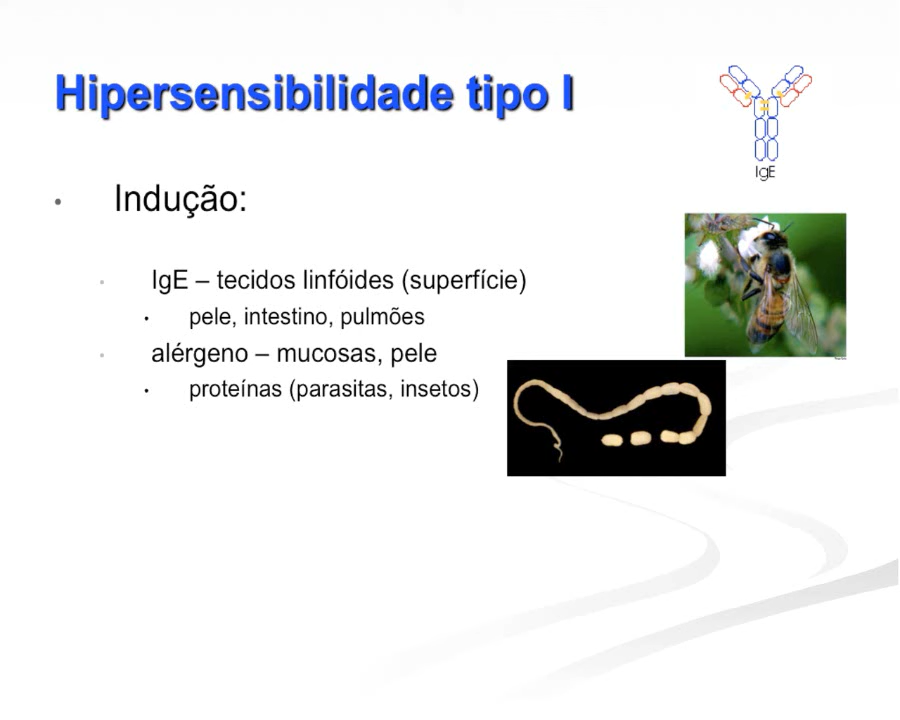 Hipersensibilidade tipo I
IgE
• Indução:
• IgE – tecidos linfóides (superfície)
• pele, intestino, pulmões
• alérgeno – mucosas, pele
• proteínas (parasitas, insetos)